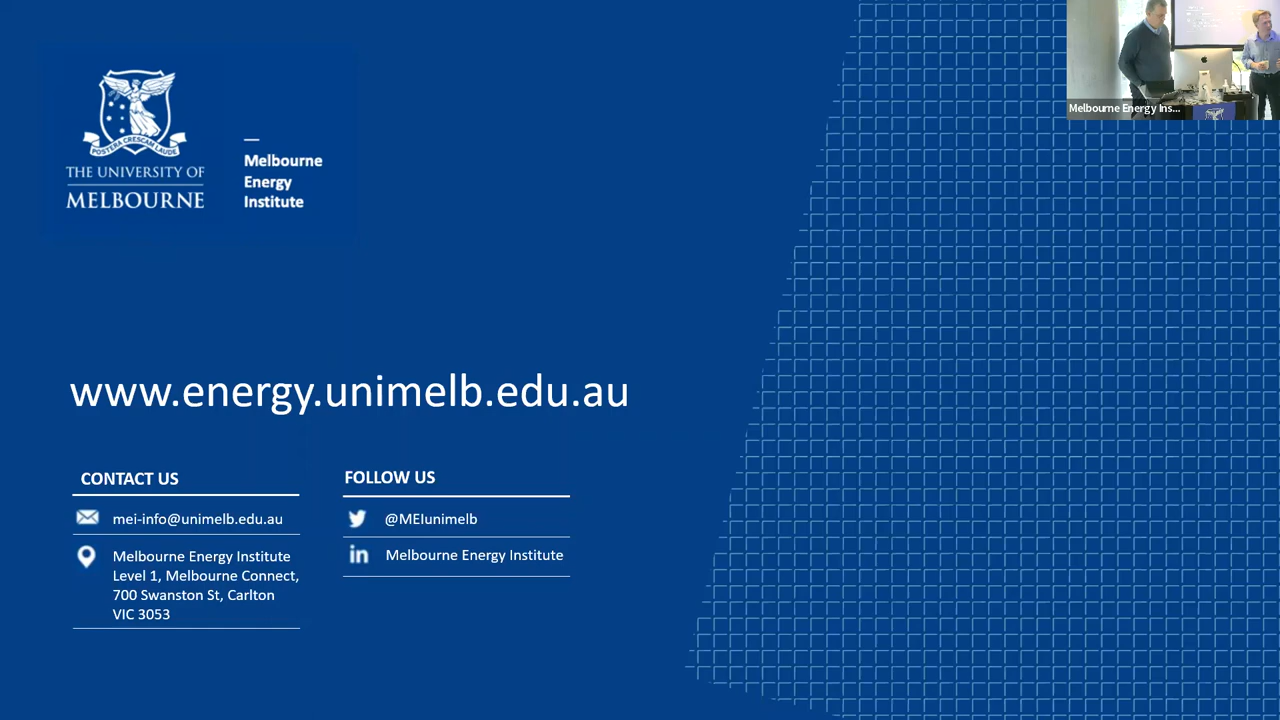 POSTERA CRESCAM LAUDE
THE UNIVERSITY OF
MELBOURNE
Melbourne
Energy
Institute
Melbourne Energy Ins...
www.energy.unimelb.edu.au
CONTACT US
mei-info@unimelb.edu.au
Melbourne Energy Institute
Level 1, Melbourne Connect,
700 Swanston St, Carlton
VIC 3053
FOLLOW US
@MEIunimelb
in
Melbourne Energy Institute